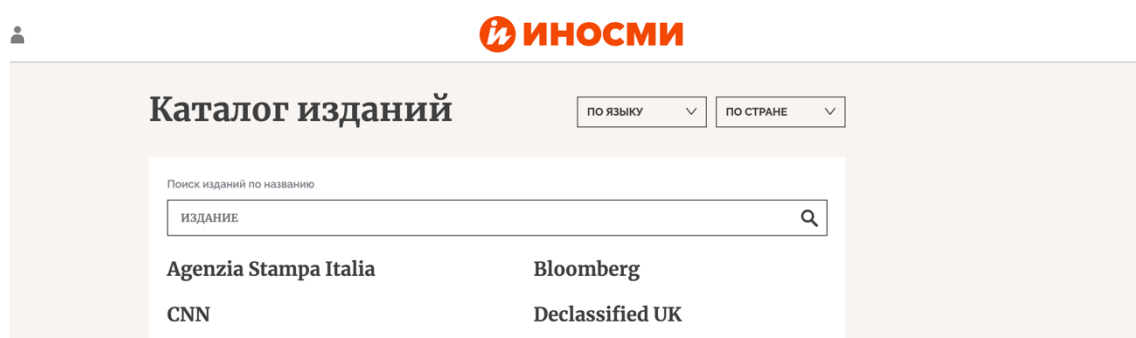 ИНОСМИ
Каталог изданий
ПО ЯЗЫКУ
ПО СТРАНЕ
Поиск изданий по названию
ИЗДАНИЕ
Agenzia Stampa Italia
Bloomberg
CNN
Declassified UK